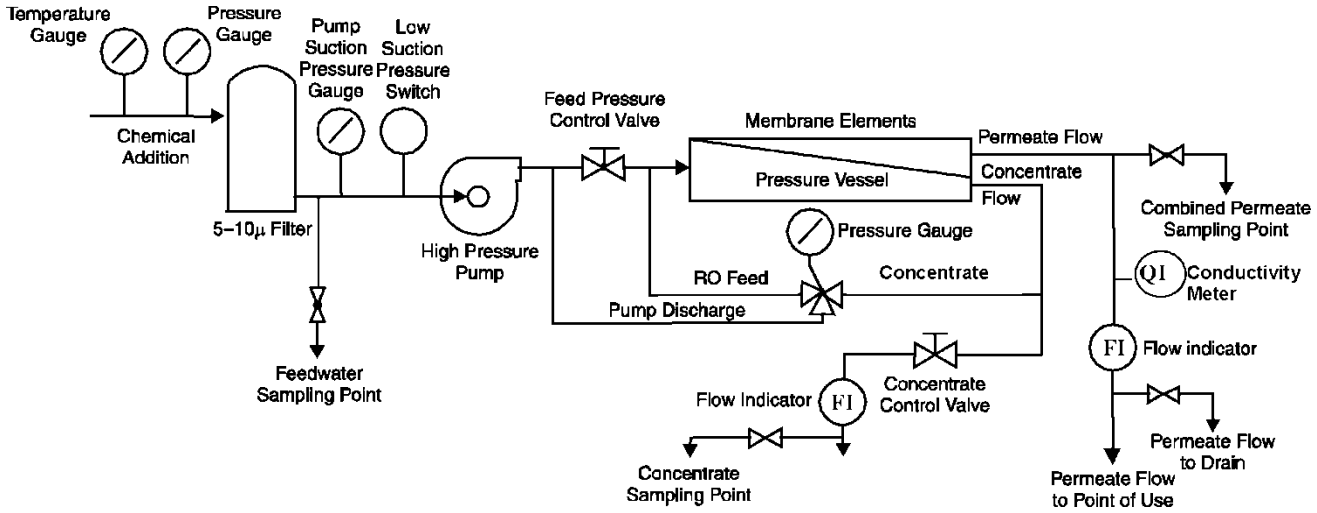 Temperature
Gauge
Pressure
Gauge
Pump
Suction
Pressure
Gauge
Low
Suction
Pressure
Switch
Chemical
Addition
5–10μ Filter
Feedwater
Sampling Point
High Pressure
Pump
Feed Pressure
Control Valve
Membrane Elements
Pressure Vessel
Permeate Flow
Concentrate
Flow
Combined Permeate
Sampling Point
Pressure Gauge
RO Feed
Concentrate
Pump Discharge
QI
Conductivity
Meter
FI
Flow indicator
Flow Indicator
FI
Concentrate
Control Valve
Concentrate
Sampling Point
Permeate Flow
to Drain
Permeate Flow
to Point of Use